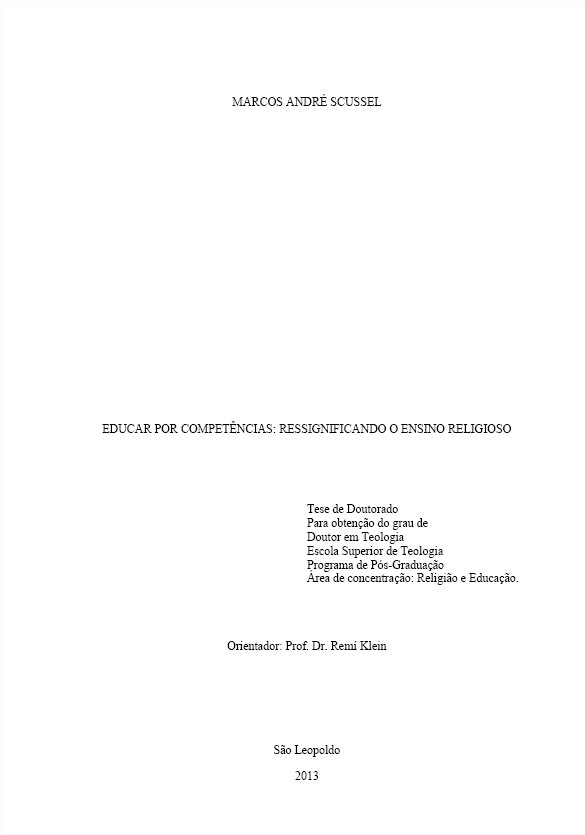 MARCOS ANDRÉ SCUSSEL
EDUCAR POR COMPETÊNCIAS: RESSIGNIFICANDO O ENSINO RELIGIOSO
Tese de Doutorado
Para obtenção do grau de
Doutor em Teologia
Escola Superior de Teologia
Programa de Pós-Graduação
Área de concentração: Religião e Educação.
Orientador: Prof. Dr. Remí Klein
São Leopoldo
2013